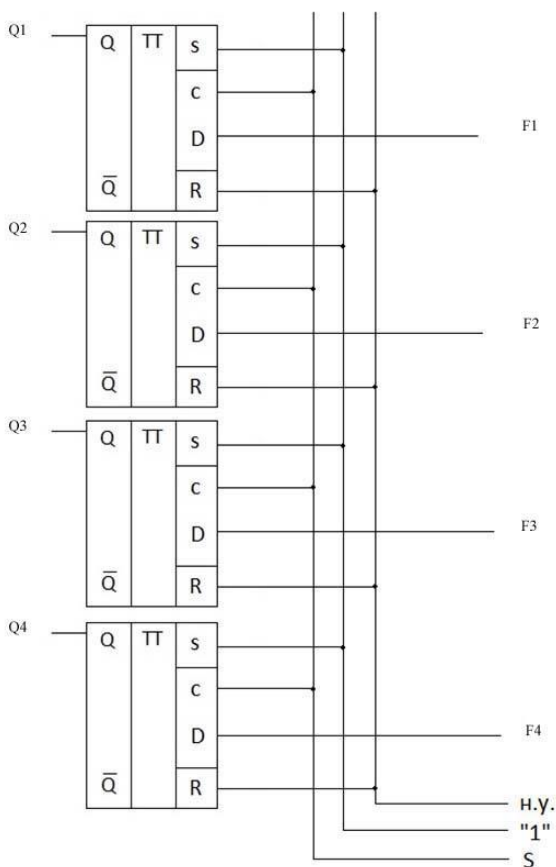 Q1
Q TT S
C
F1
D
Q̅ R
Q2
Q TT S
C
F2
D
Q̅ R
Q3
Q TT S
C
F3
D
Q̅ R
Q4
Q TT S
C
F4
D
Q̅ R
н.у.
"1"
S